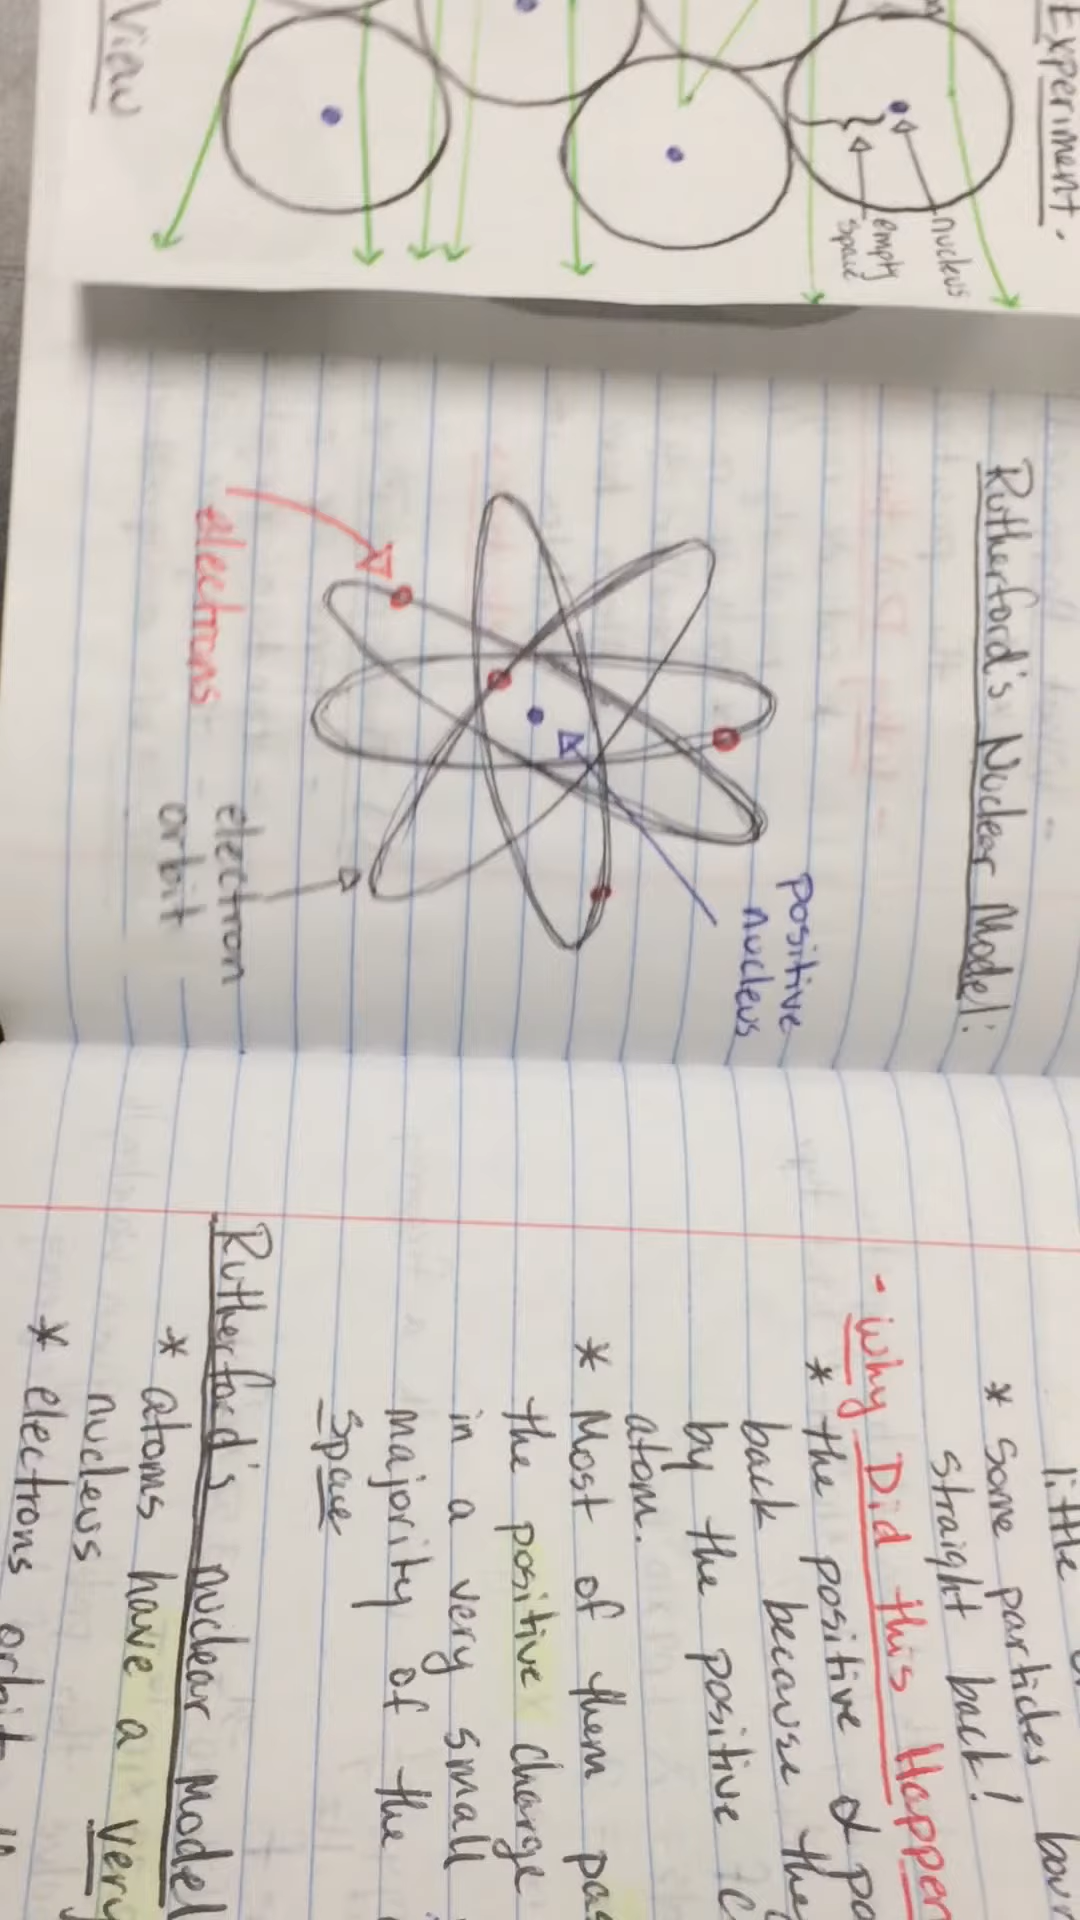 Experiment.
nucleus
empty
space
View
Rutherford's Nuclear Model:
positive
nucleus
electrons
electron
orbit
little
* Some particles
straight back!
- Why Did this Happen
* the positive α
back because the
by the positive
atom.
* Most of them
the positive charge
in a very small
majority of the
space
Rutherford's nuclear Model
* atoms have a very
nucleus
* electrons orbit